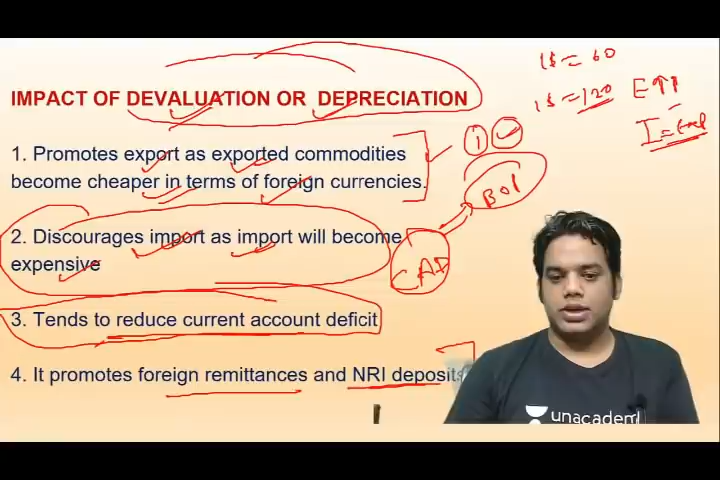 1$ = 60
1$ = 120 E↑↑
IMPACT OF DEVALUATION OR DEPRECIATION
1. Promotes export as exported commodities
become cheaper in terms of foreign currencies.
1
2. Discourages import as import will become
expensive
CAD
3. Tends to reduce current account deficit
4. It promotes foreign remittances and NRI deposits
unacademy